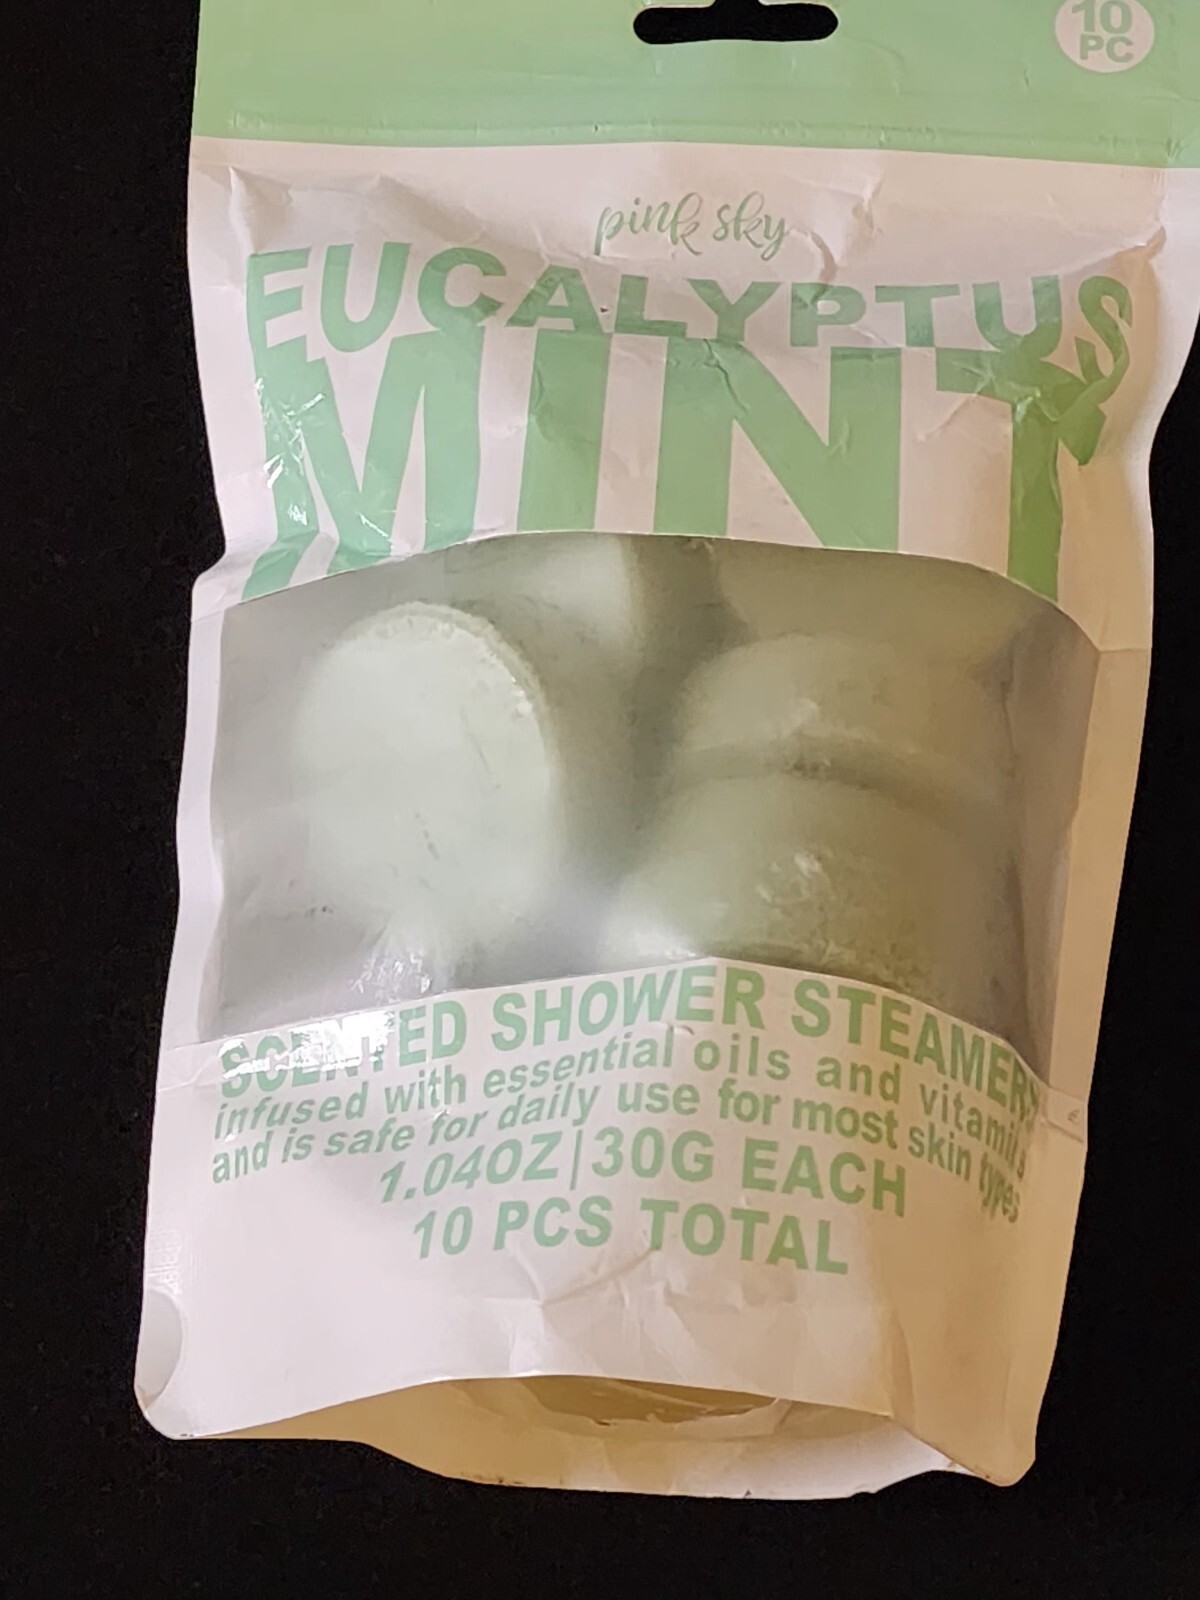 10
PC
pink sky
EUCALYPTUS
MINT
SCENTED SHOWER STEAMERS
infused with essential oils and vitamins
and is safe for daily use for most skin types
1.04OZ|30G EACH
10 PCS TOTAL